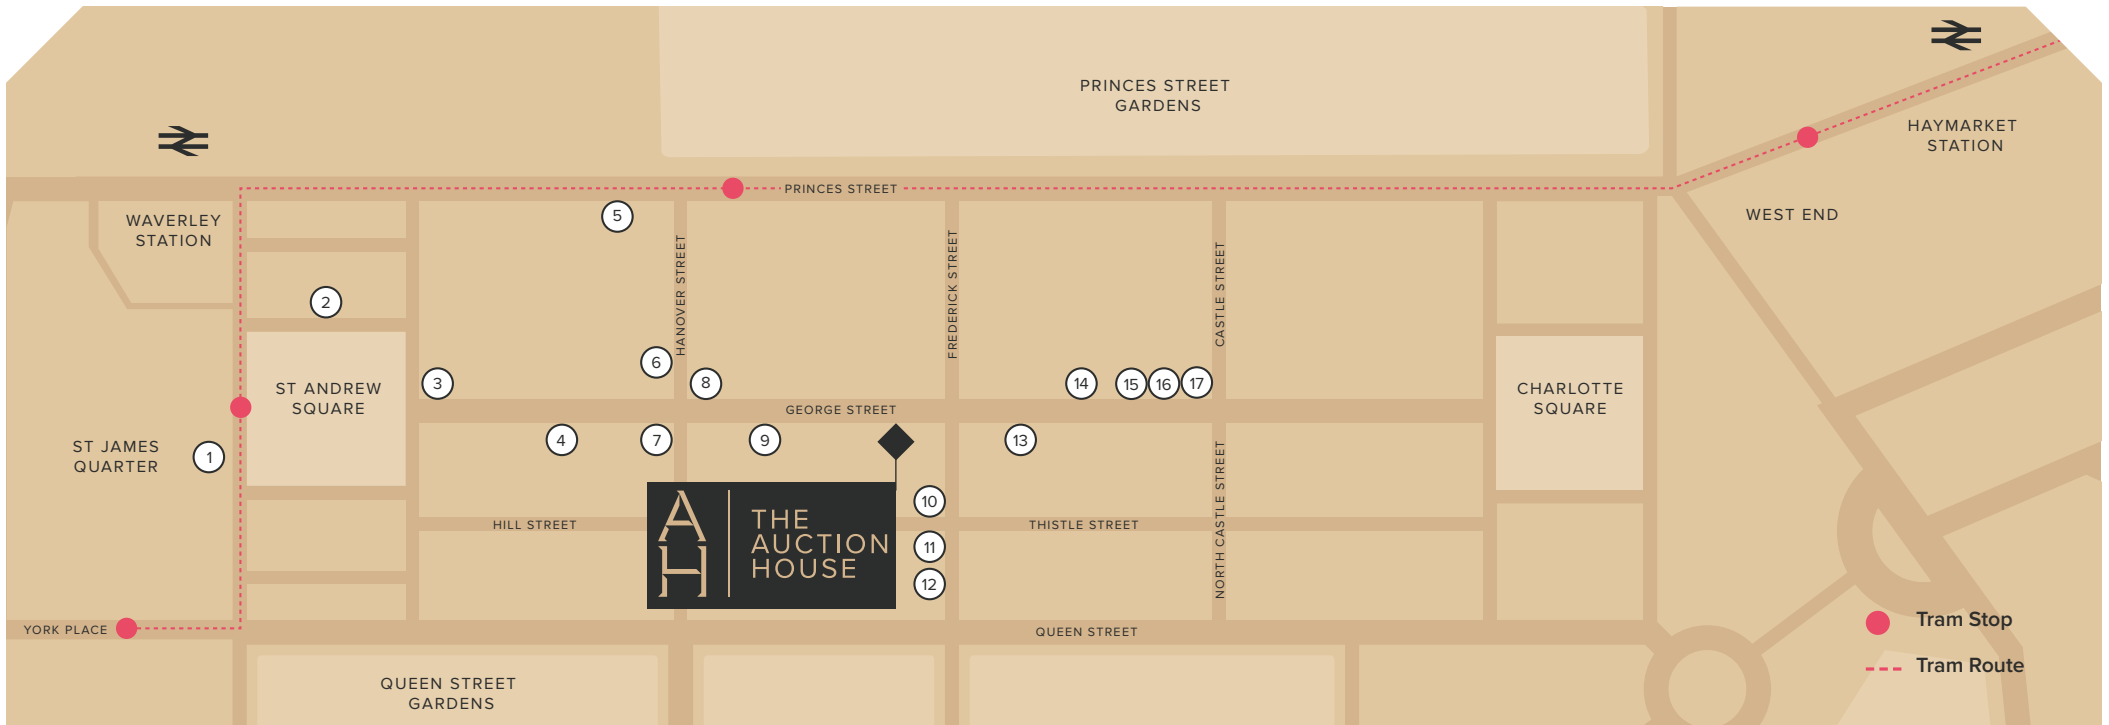 PRINCES STREET
GARDENS
HAYMARKET
STATION
PRINCES STREET
WAVERLEY
STATION
WEST END
5
HANOVER STREET
FREDERICK STREET
CASTLE STREET
2
6
3
8
14
15
16
17
ST ANDREW
SQUARE
CHARLOTTE
SQUARE
GEORGE STREET
4
7
9
13
ST JAMES
QUARTER
1
NORTH CASTLE STREET
10
HILL STREET
AH
THE
AUCTION
HOUSE
THISTLE STREET
11
12
YORK PLACE
QUEEN STREET
Tram Stop
Tram Route
QUEEN STREET
GARDENS